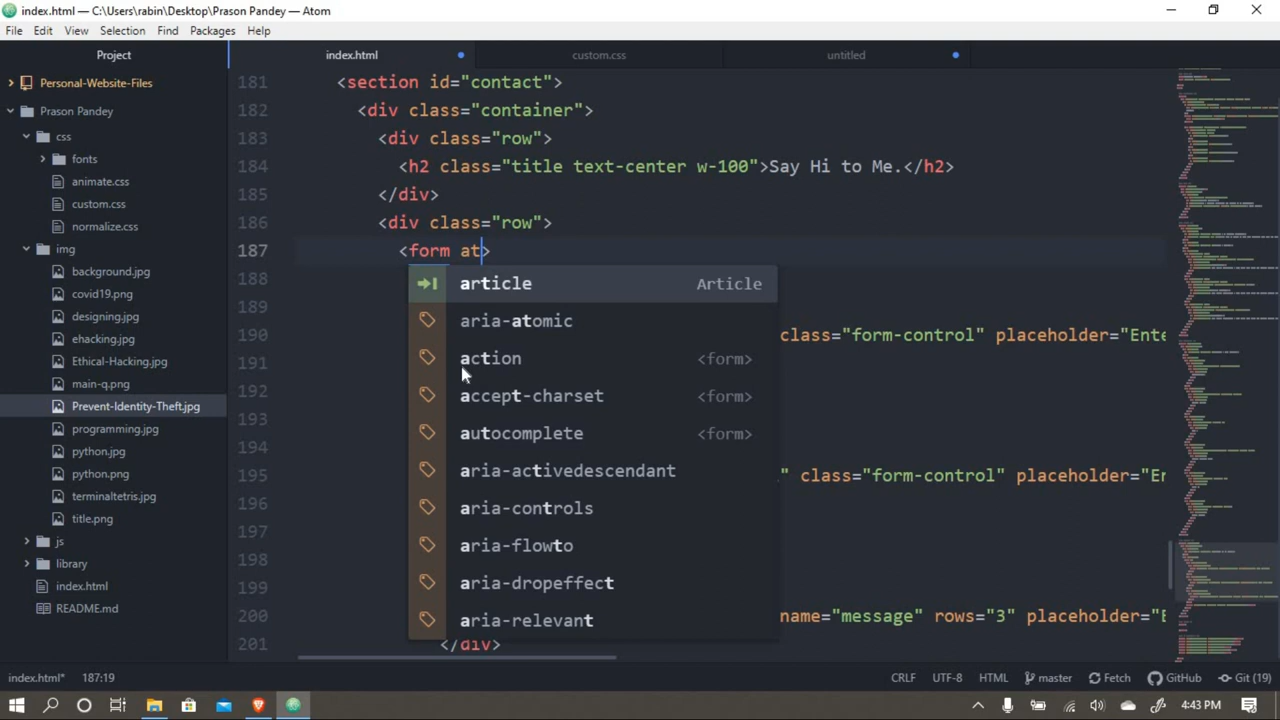 index.html — C:\Users\rabin\Desktop\Prason Pandey — Atom
File Edit View Selection Find Packages Help
Project
index.html
custom.css
untitled
Personal-Website-Files
Prason Pandey
css
fonts
animate.css
custom.css
normalize.css
img
background.jpg
covid19.png
designing.jpg
ehacking.jpg
Ethical-Hacking.jpg
main-q.png
Prevent-Identity-Theft.jpg
programming.jpg
python.jpg
python.png
terminaltetris.jpg
title.png
js
library
index.html
README.md
181 <section id="contact">
182 <div class="container">
183 <div class="row">
184 <h2 class="title text-center w-100">Say Hi to Me.</h2>
185 </div>
186 <div class="row">
187 <form at>
188
189
190 class="form-control" placeholder="Ente
191
192
193
194
195 " class="form-control" placeholder="En
196
197
198
199
200 name="message" rows="3" placeholder="E
201 </div>
article Article
aria-atomic
action <form>
accept-charset <form>
autocomplete <form>
aria-activedescendant
aria-controls
aria-flowto
aria-dropeffect
aria-relevant
index.html* 187:19 CRLF UTF-8 HTML master Fetch GitHub Git (19)
4:43 PM